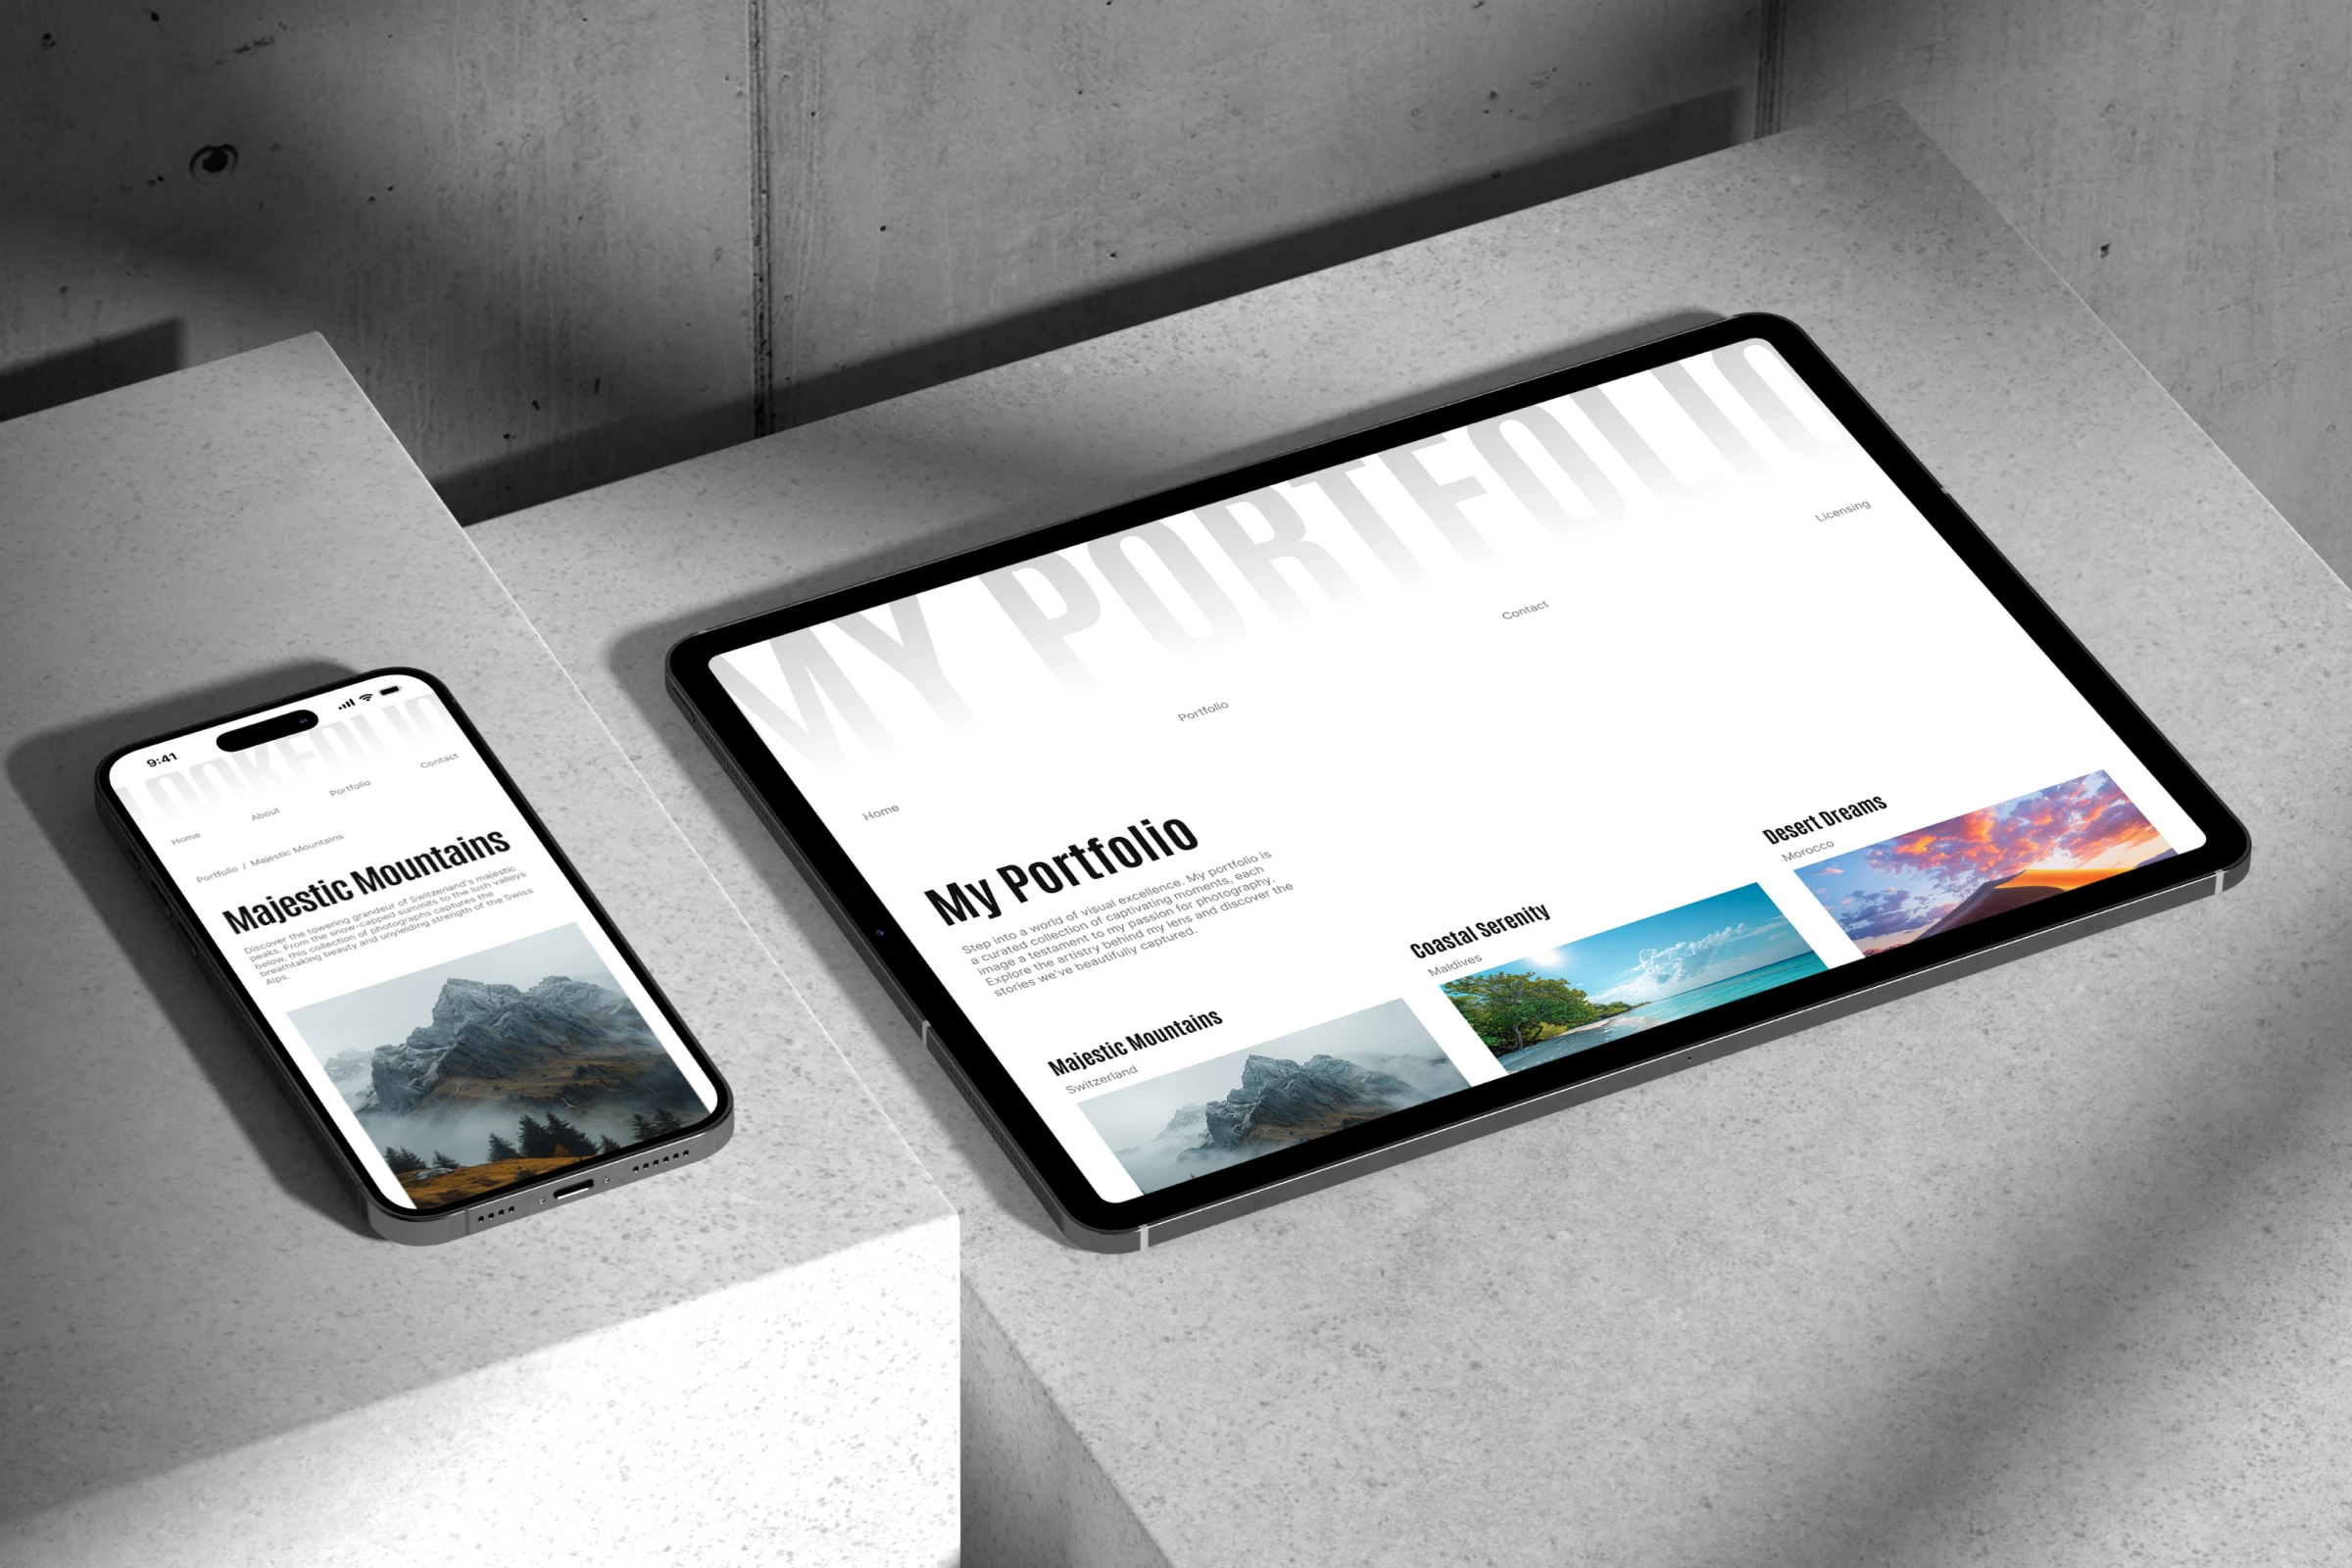 9:41
LOOKFOLIO
Home
About
Portfolio
Contact
Portfolio / Majestic Mountains
Majestic Mountains
Discover the towering grandeur of Switzerland's majestic
peaks. From the snow-capped summits to the lush valleys
below, this collection of photographs captures the
breathtaking beauty and unyielding strength of the Swiss
Alps.
MY PORTFOLIO
Home
Portfolio
Contact
Licensing
My Portfolio
Step into a world of visual excellence. My portfolio is
a curated collection of captivating moments, each
image a testament to my passion for photography.
Explore the artistry behind my lens and discover the
stories we've beautifully captured.
Majestic Mountains
Switzerland
Coastal Serenity
Maldives
Desert Dreams
Morocco